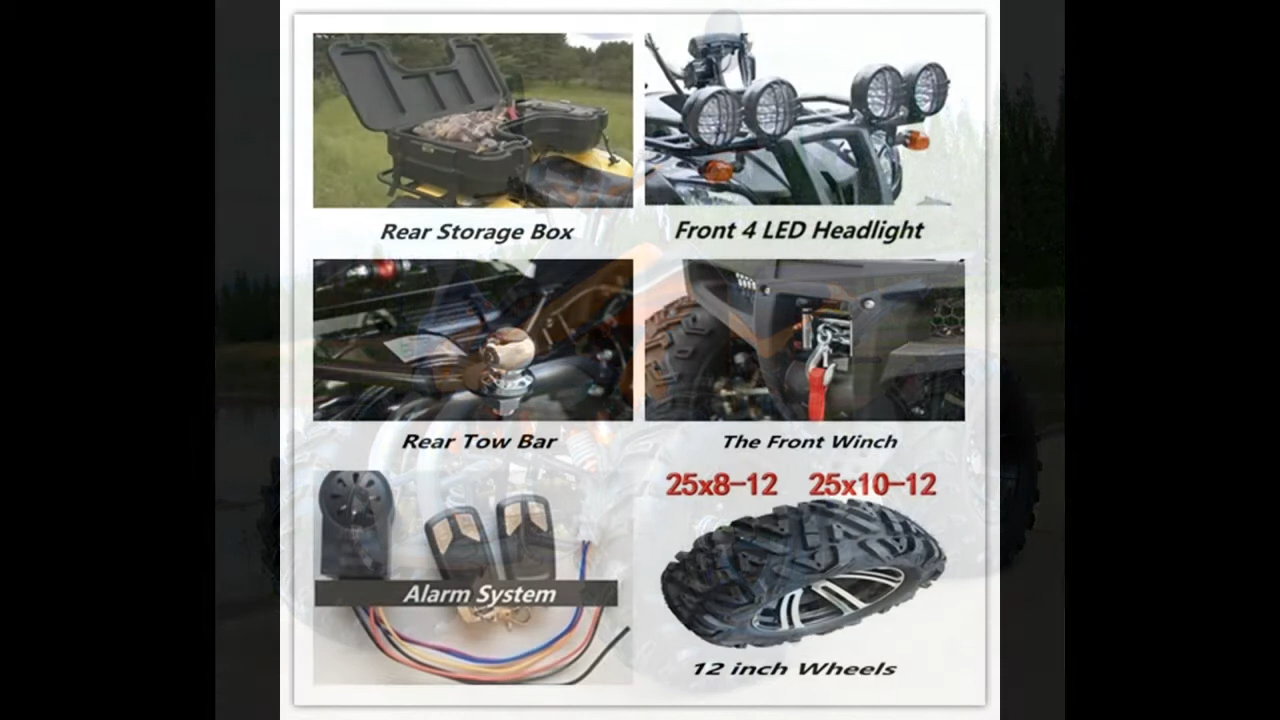 Rear Storage Box
Front 4 LED Headlight
Rear Tow Bar
The Front Winch
25x8-12 25x10-12
Alarm System
12 inch Wheels